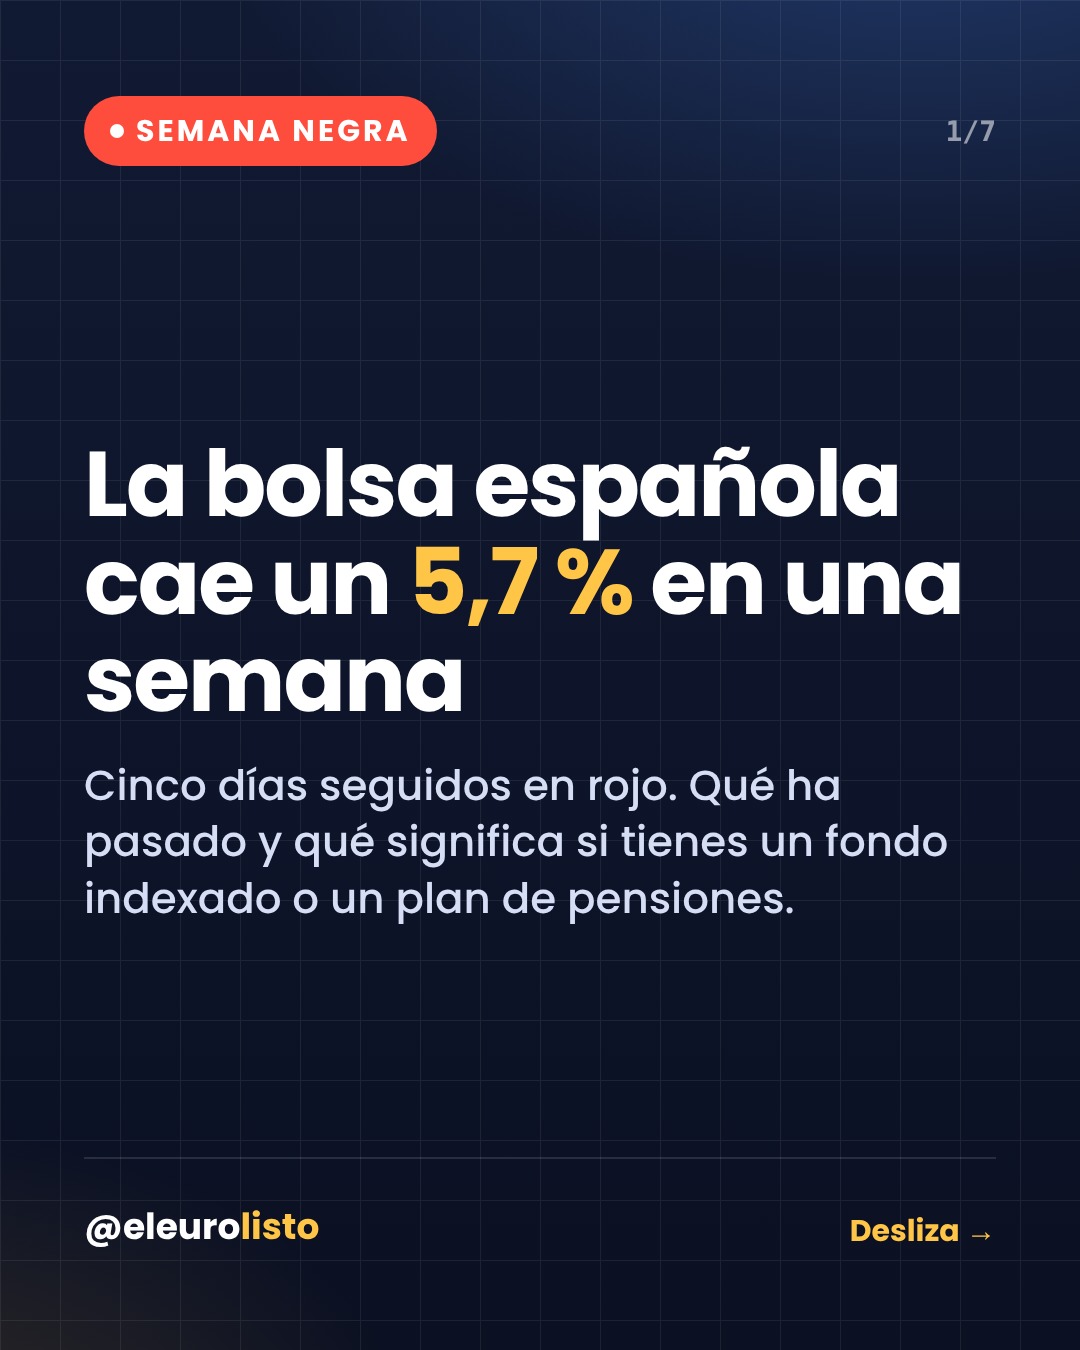 SEMANA NEGRA
1/7
La bolsa española
cae un 5,7 % en una
semana
Cinco días seguidos en rojo. Qué ha
pasado y qué significa si tienes un fondo
indexado o un plan de pensiones.
@eleurolisto
Desliza →